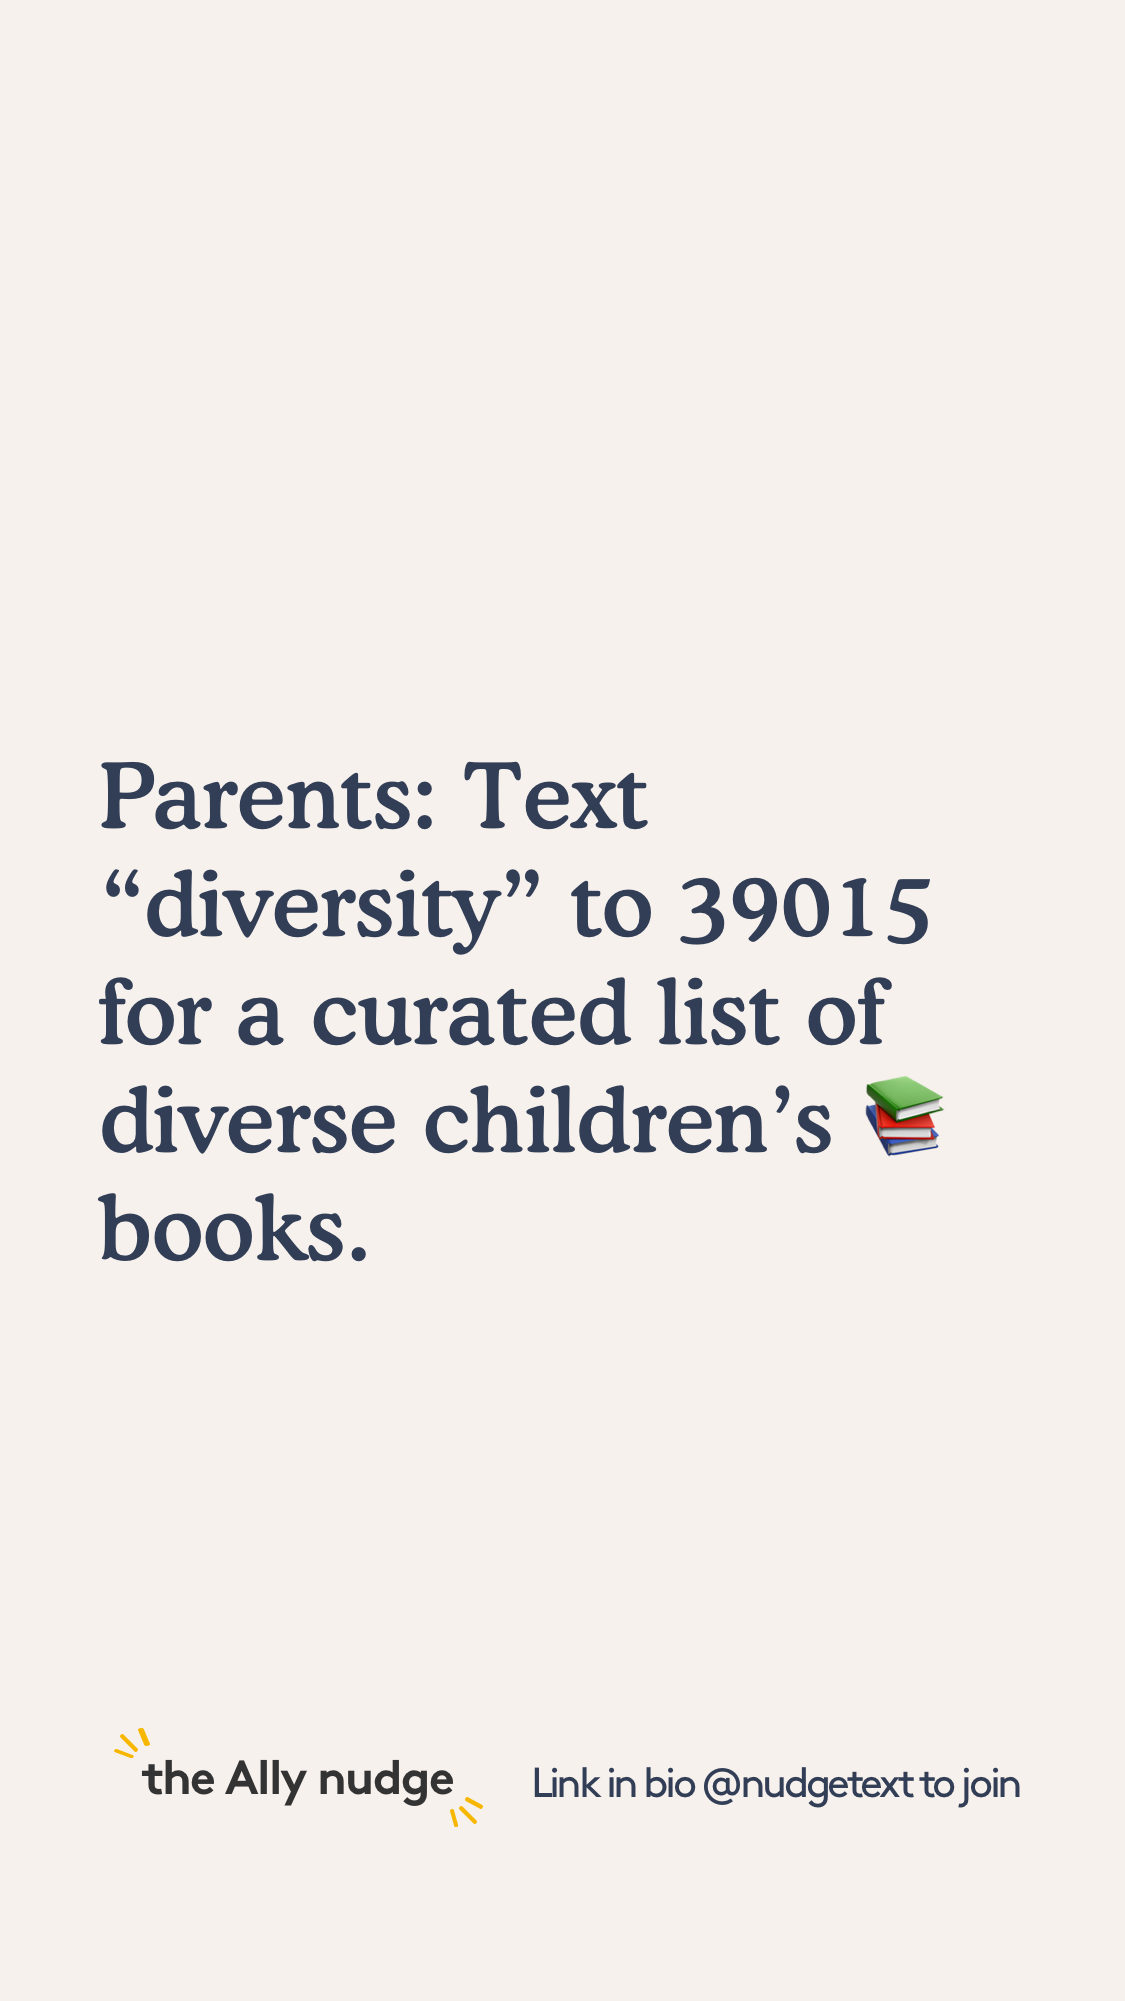 Parents: Text
“diversity” to 39015
for a curated list of
diverse children’s 📚
books.
the Ally nudge
Link in bio @nudgetext to join